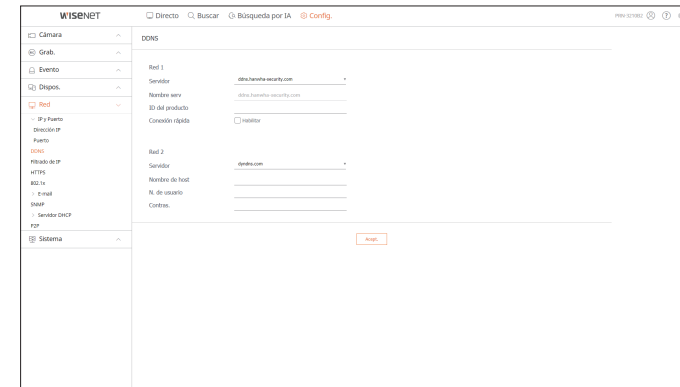 WISENET
Directo Buscar Búsqueda por IA Config.
Cámara
Grab.
Evento
Dispos.
Red
IP y Puerto
Dirección IP
Puerto
DDNS
Filtrado de IP
HTTPS
802.1x
E-mail
SNMP
Servidor DHCP
P2P
Sistema
DDNS
Red 1
Servidor ddns.hanwha-security.com
Nombre serv ddns.hanwha-security.com
ID del producto
Conexión rápida Habilitar
Red 2
Servidor dyndns.com
Nombre de host
N. de usuario
Contras.
Acept.